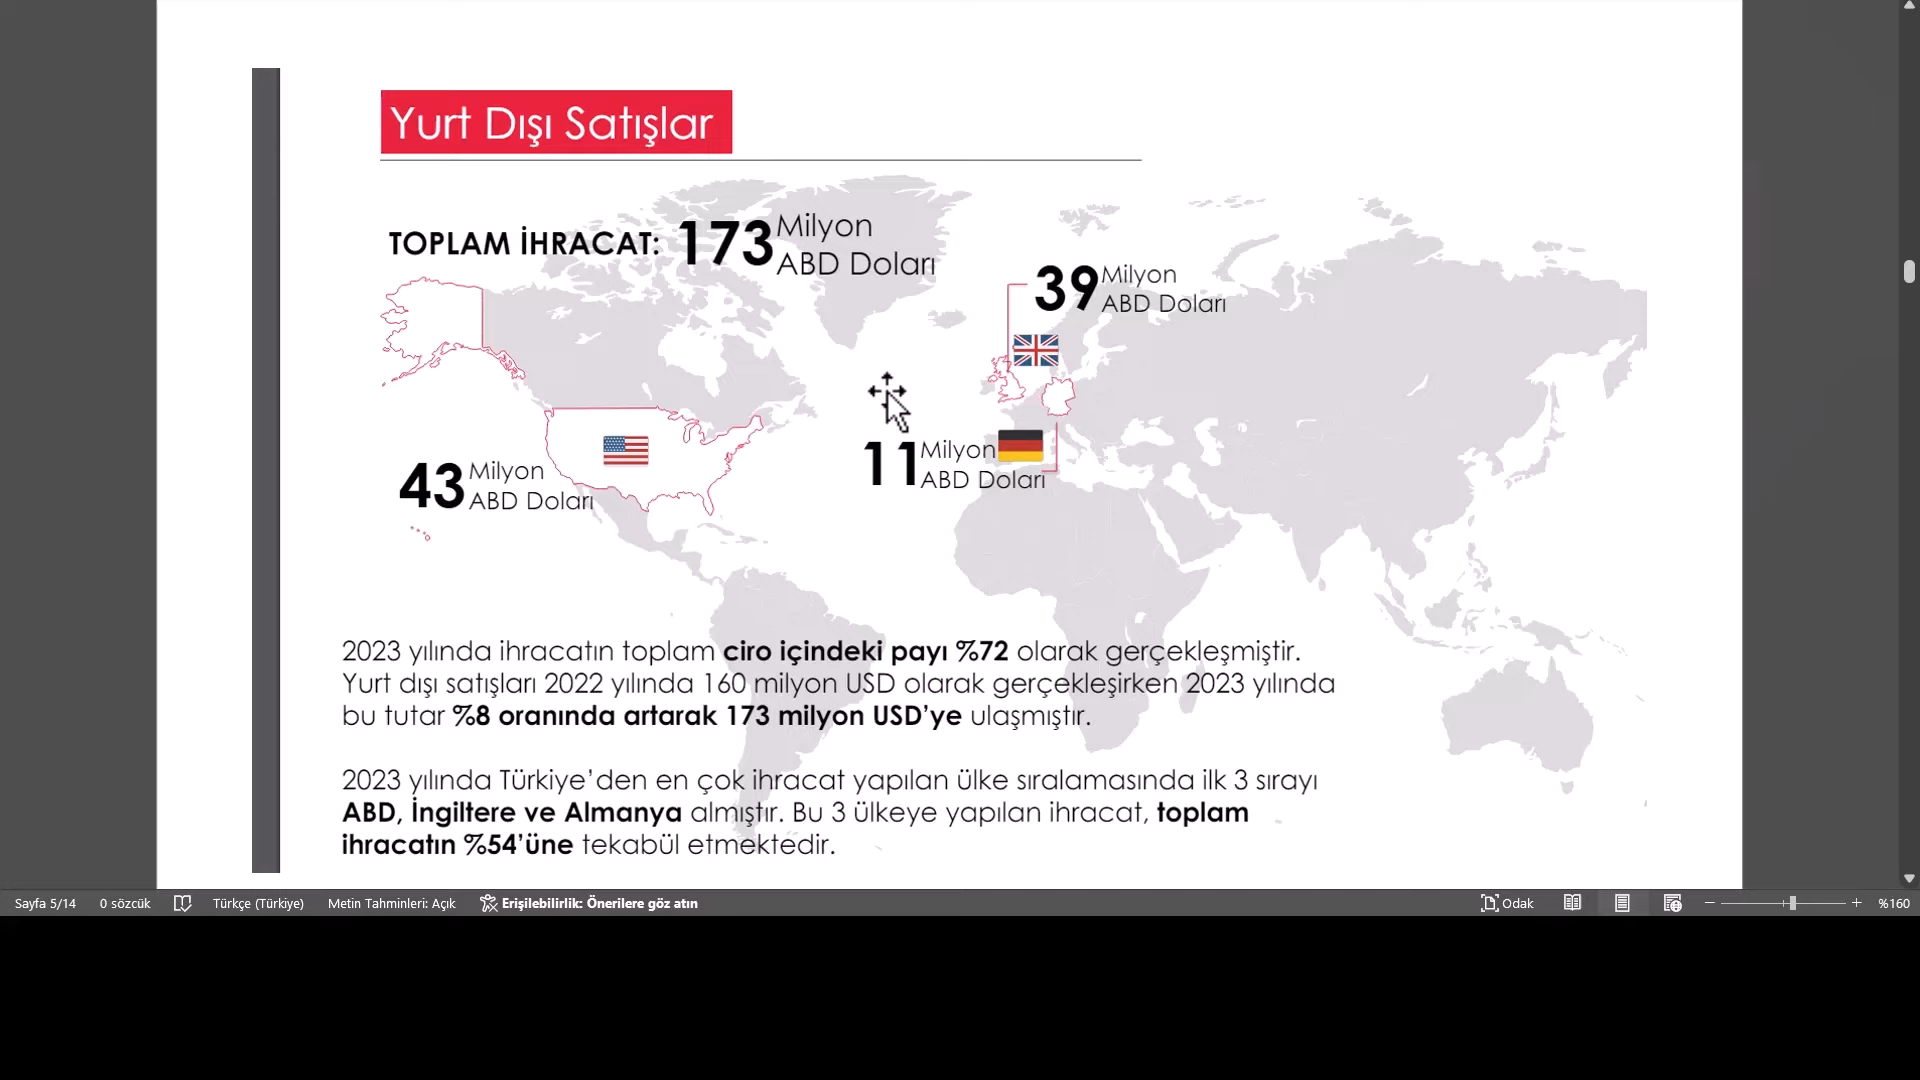 Yurt Dışı Satışlar
TOPLAM İHRACAT: 173 Milyon
ABD Doları
39 Milyon
ABD Doları
43 Milyon
ABD Doları
11 Milyon
ABD Doları
2023 yılında ihracatın toplam ciro içindeki payı %72 olarak gerçekleşmiştir.
Yurt dışı satışları 2022 yılında 160 milyon USD olarak gerçekleşirken 2023 yılında
bu tutar %8 oranında artarak 173 milyon USD’ye ulaşmıştır.
2023 yılında Türkiye’den en çok ihracat yapılan ülke sıralamasında ilk 3 sırayı
ABD, İngiltere ve Almanya almıştır. Bu 3 ülkeye yapılan ihracat, toplam
ihracatın %54’üne tekabül etmektedir.
Sayfa 5/14 0 sözcük Türkçe (Türkiye) Metin Tahminleri: Açık Erişilebilirlik: Önerilere göz atın Odak %160